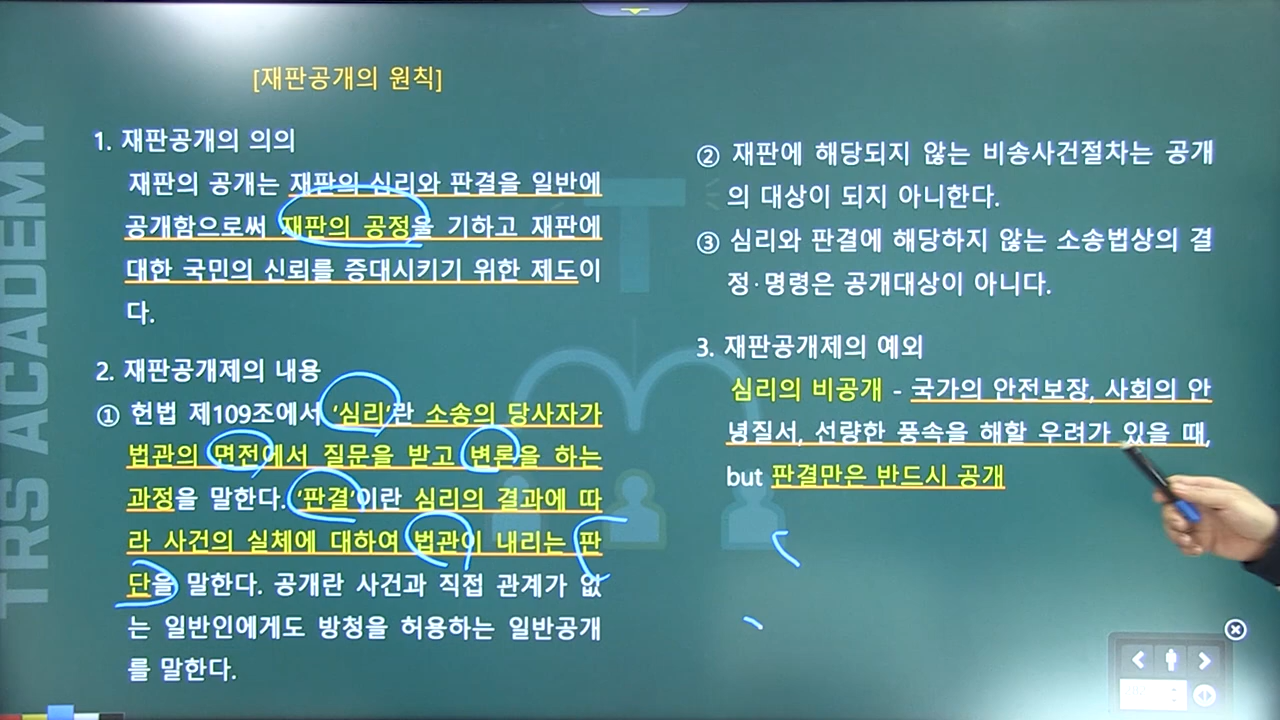 [재판공개의 원칙]
1. 재판공개의 의의
재판의 공개는 재판의 심리와 판결을 일반에
공개함으로써 재판의 공정을 기하고 재판에
대한 국민의 신뢰를 증대시키기 위한 제도이
다.
2. 재판공개제의 내용
① 헌법 제109조에서 '심리'란 소송의 당사자가
법관의 면전에서 질문을 받고 변론을 하는
과정을 말한다. '판결'이란 심리의 결과에 따
라 사건의 실체에 대하여 법관이 내리는 판
단을 말한다. 공개란 사건과 직접 관계가 없
는 일반인에게도 방청을 허용하는 일반공개
를 말한다.
② 재판에 해당되지 않는 비송사건절차는 공개
의 대상이 되지 아니한다.
③ 심리와 판결에 해당하지 않는 소송법상의 결
정·명령은 공개대상이 아니다.
3. 재판공개제의 예외
심리의 비공개 - 국가의 안전보장, 사회의 안
녕질서, 선량한 풍속을 해할 우려가 있을 때,
but 판결만은 반드시 공개
TRS ACADEMY